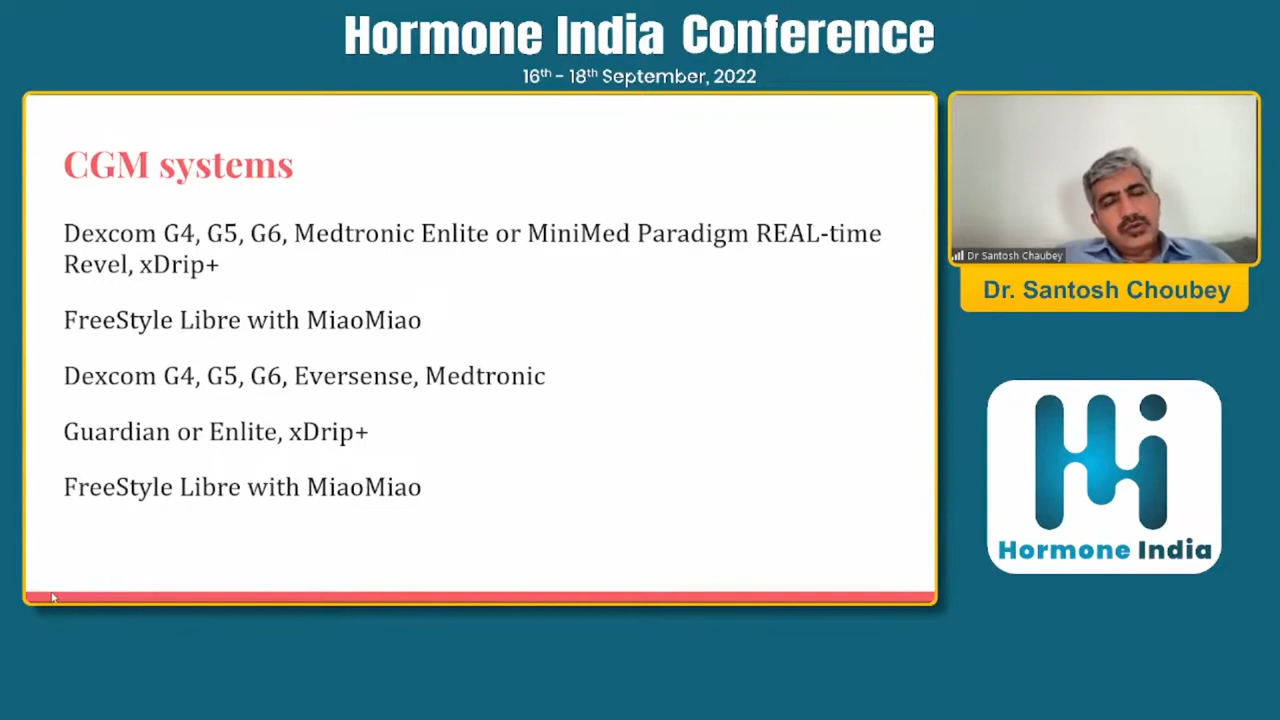 Hormone India Conference
16th - 18th September, 2022
CGM systems
Dexcom G4, G5, G6, Medtronic Enlite or MiniMed Paradigm REAL-time
Revel, xDrip+
FreeStyle Libre with MiaoMiao
Dexcom G4, G5, G6, Eversense, Medtronic
Guardian or Enlite, xDrip+
FreeStyle Libre with MiaoMiao
Dr Santosh Chaubey
Dr. Santosh Choubey
Hormone India